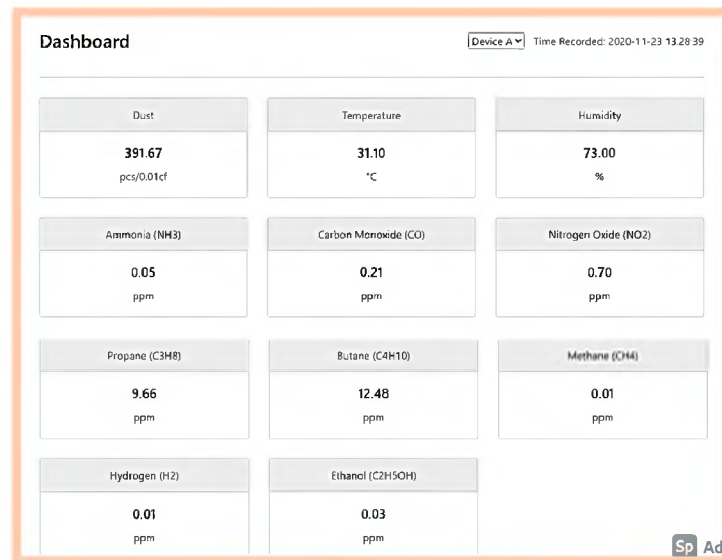 Dashboard
Device A Time Recorded: 2020-11-23 13:28:39
Dust
391.67
pcs/0.01cf
Temperature
31.10
°C
Humidity
73.00
%
Ammonia (NH3)
0.05
ppm
Carbon Monoxide (CO)
0.21
ppm
Nitrogen Oxide (NO2)
0.70
ppm
Propane (C3H8)
9.66
ppm
Butane (C4H10)
12.48
ppm
Methane (CH4)
0.01
ppm
Hydrogen (H2)
0.01
ppm
Ethanol (C2H5OH)
0.03
ppm
Sp Ad